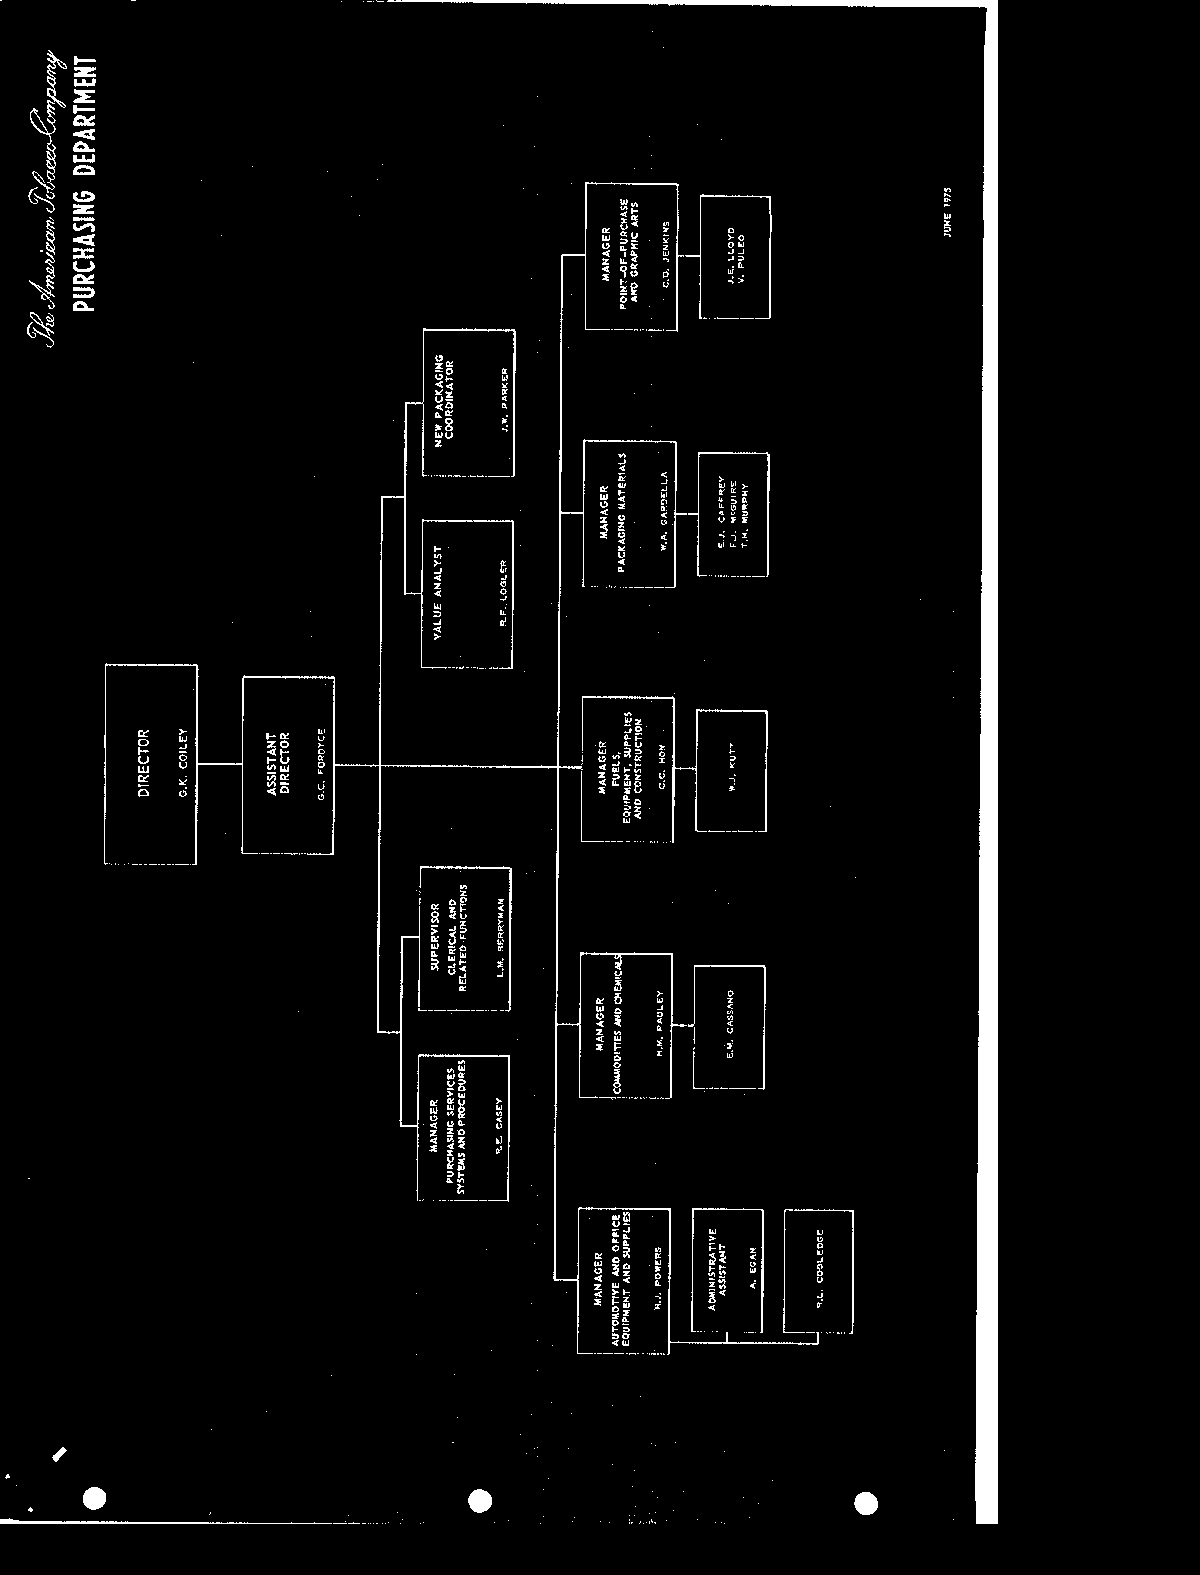 The American Tobacco Company
PURCHASING DEPARTMENT
DIRECTOR
G.K. COILEY
ASSISTANT
DIRECTOR
G.C. FORDYCE
MANAGER
PURCHASING SERVICES
SYSTEMS AND PROCEDURES
R.E. CASEY
SUPERVISOR
CLERICAL AND
RELATED FUNCTIONS
L.M. BERRYMAN
VALUE ANALYST
R.F. LOGLER
NEW PACKAGING
COORDINATOR
J.W. PARKER
MANAGER
AUTOMOTIVE AND OFFICE
EQUIPMENT AND SUPPLIES
H.J. POWERS
MANAGER
COMMODITIES AND CHEMICALS
H.M. PAULEY
MANAGER
FUELS,
EQUIPMENT, SUPPLIES
AND CONSTRUCTION
C.C. HON
MANAGER
PACKAGING MATERIALS
W.A. GARDELLA
MANAGER
POINT-OF-PURCHASE
AND GRAPHIC ARTS
C.D. JENKINS
ADMINISTRATIVE
ASSISTANT
A. EGAN
R.L. COOLEDGE
E.M. CASSANO
W.J. KUTT
E.J. CAFFREY
F.J. McGUIRE
T.H. MURPHY
J.E. LLOYD
V. PULEO
JUNE 1975